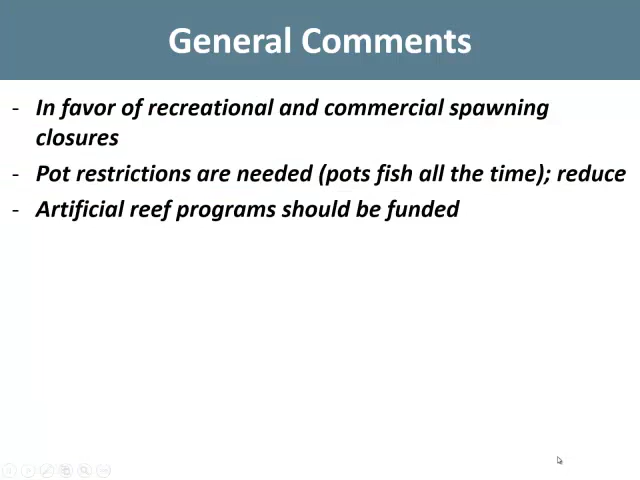 General Comments
- In favor of recreational and commercial spawning
closures
- Pot restrictions are needed (pots fish all the time); reduce
- Artificial reef programs should be funded